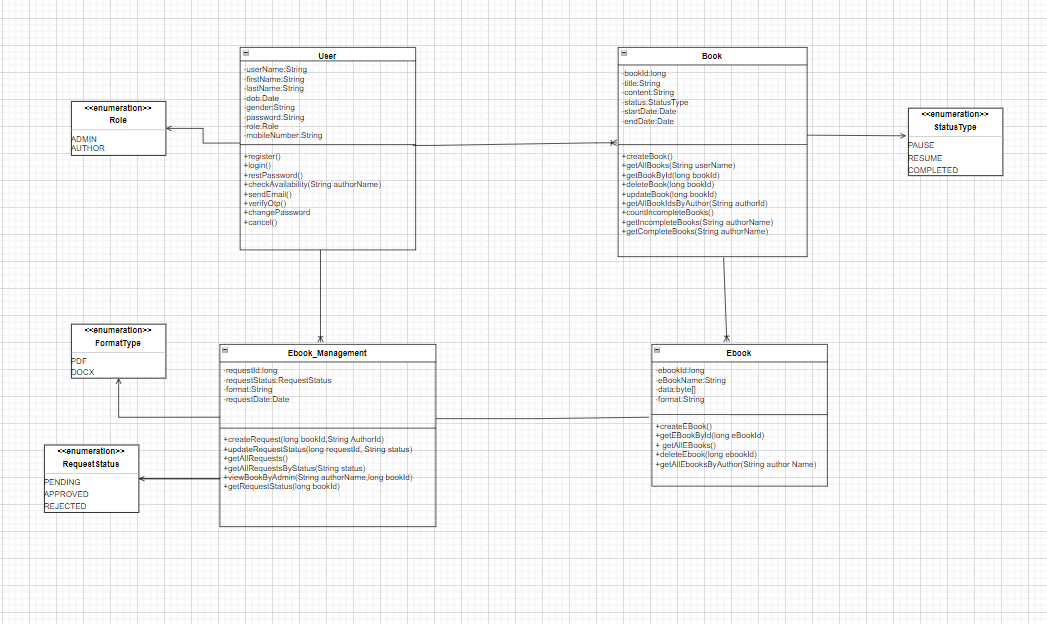 User
-userName:String
-firstName:String
-lastName:String
-dob:Date
-gender:String
-password:String
-role:Role
-mobileNumber:String
+register()
+login()
+restPassword()
+checkAvailability(String authorName)
+sendEmail()
+verifyOtp()
+changePassword
+cancel()
Book
-bookId:long
-title:String
-content:String
-status:StatusType
-startDate:Date
-endDate:Date
+createBook()
+getAllBooks(String userName)
+getBookById(long bookId)
+deleteBook(long bookId)
+updateBook(long bookId)
+getAllBookIdsByAuthor(String authorId)
+countIncompleteBooks()
+getIncompleteBooks(String authorName)
+getCompleteBooks(String authorName)
<<enumeration>>
Role
ADMIN
AUTHOR
<<enumeration>>
StatusType
PAUSE
RESUME
COMPLETED
<<enumeration>>
FormatType
PDF
DOCX
Ebook_Management
-requestId:long
-requestStatus:RequestStatus
-format:String
-requestDate:Date
+createRequest(long bookId,String AuthorId)
+updateRequestStatus(long requestId, String status)
+getAllRequests()
+getAllRequestsByStatus(String status)
+viewBookByAdmin(String authorName,long bookId)
+getRequestStatus(long bookId)
Ebook
-ebookId:long
-eBookName:String
-data:byte[]
-format:String
+createEBook()
+getEBookById(long eBookId)
+ getAllEBooks()
+deleteEbook(long ebookId)
+getAllEbooksByAuthor(String author Name)
<<enumeration>>
RequestStatus
PENDING
APPROVED
REJECTED